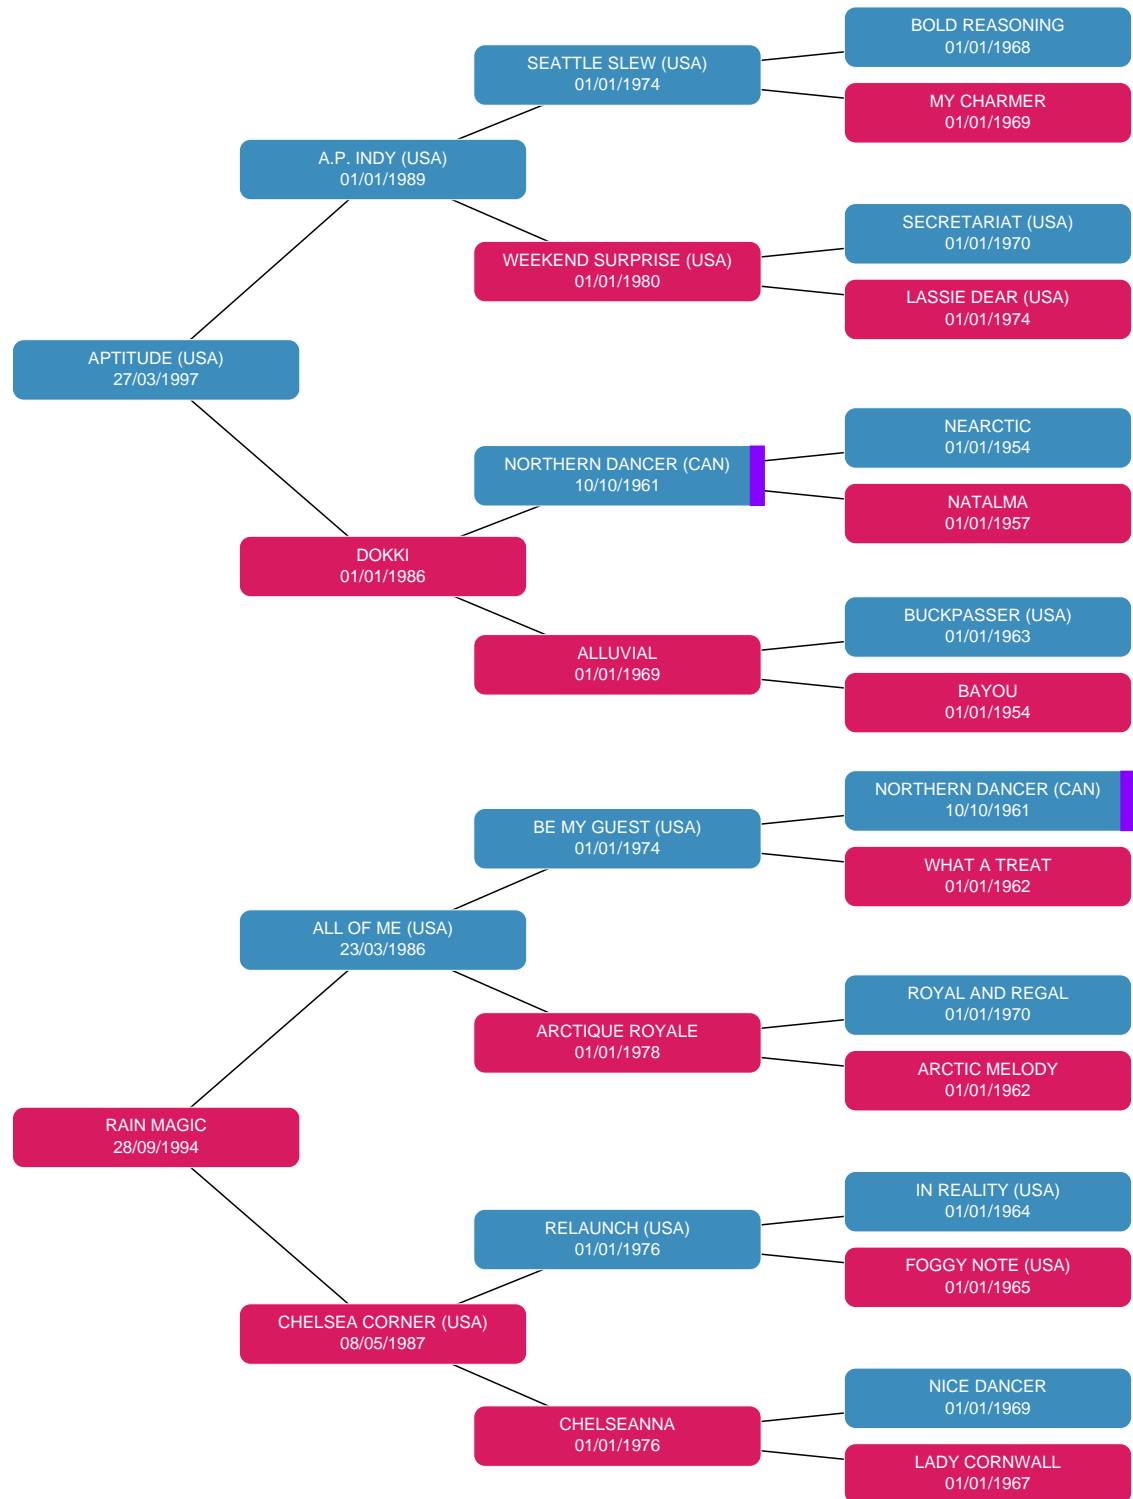 BOLD REASONING
01/01/1968
SEATTLE SLEW (USA)
01/01/1974
MY CHARMER
01/01/1969
A.P. INDY (USA)
01/01/1989
SECRETARIAT (USA)
01/01/1970
WEEKEND SURPRISE (USA)
01/01/1980
LASSIE DEAR (USA)
01/01/1974
APTITUDE (USA)
27/03/1997
NEARCTIC
01/01/1954
NORTHERN DANCER (CAN)
10/10/1961
NATALMA
01/01/1957
DOKKI
01/01/1986
BUCKPASSER (USA)
01/01/1963
ALLUVIAL
01/01/1969
BAYOU
01/01/1954
NORTHERN DANCER (CAN)
10/10/1961
BE MY GUEST (USA)
01/01/1974
WHAT A TREAT
01/01/1962
ALL OF ME (USA)
23/03/1986
ROYAL AND REGAL
01/01/1970
ARCTIQUE ROYALE
01/01/1978
ARCTIC MELODY
01/01/1962
RAIN MAGIC
28/09/1994
IN REALITY (USA)
01/01/1964
RELAUNCH (USA)
01/01/1976
FOGGY NOTE (USA)
01/01/1965
CHELSEA CORNER (USA)
08/05/1987
NICE DANCER
01/01/1969
CHELSEANNA
01/01/1976
LADY CORNWALL
01/01/1967